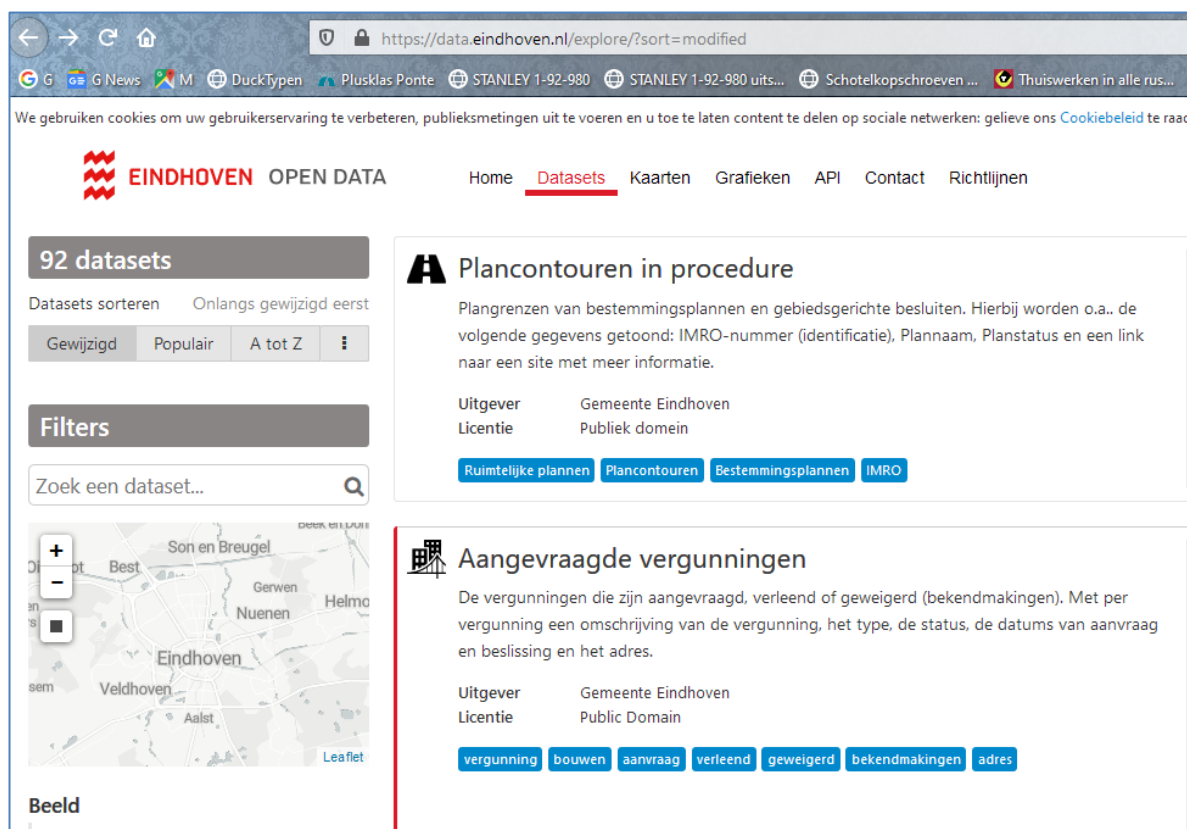 https://data.eindhoven.nl/explore/?sort=modified
G G News M DuckTypen Plusklas Ponte STANLEY 1-92-980 STANLEY 1-92-980 uits... Schotelkopschroeven ... Thuiswerken in alle rus...
We gebruiken cookies om uw gebruikerservaring te verbeteren, publieksmetingen uit te voeren en u toe te laten content te delen op sociale netwerken: gelieve ons Cookiebeleid te raad
EINDHOVEN OPEN DATA
Home Datasets Kaarten Grafieken API Contact Richtlijnen
92 datasets
Datasets sorteren Onlangs gewijzigd eerst
Gewijzigd Populair A tot Z
Filters
Zoek een dataset...
+
−
Son en Breugel
Best
Gerwen
Nuenen
Helmo
Eindhoven
Veldhoven
Aalst
Leaflet
Beeld
Plancontouren in procedure
Plangrenzen van bestemmingsplannen en gebiedsgerichte besluiten. Hierbij worden o.a.. de
volgende gegevens getoond: IMRO-nummer (identificatie), Plannaam, Planstatus en een link
naar een site met meer informatie.
Uitgever Gemeente Eindhoven
Licentie Publiek domein
Ruimtelijke plannen Plancontouren Bestemmingsplannen IMRO
Aangevraagde vergunningen
De vergunningen die zijn aangevraagd, verleend of geweigerd (bekendmakingen). Met per
vergunning een omschrijving van de vergunning, het type, de status, de datums van aanvraag
en beslissing en het adres.
Uitgever Gemeente Eindhoven
Licentie Public Domain
vergunning bouwen aanvraag verleend geweigerd bekendmakingen adres